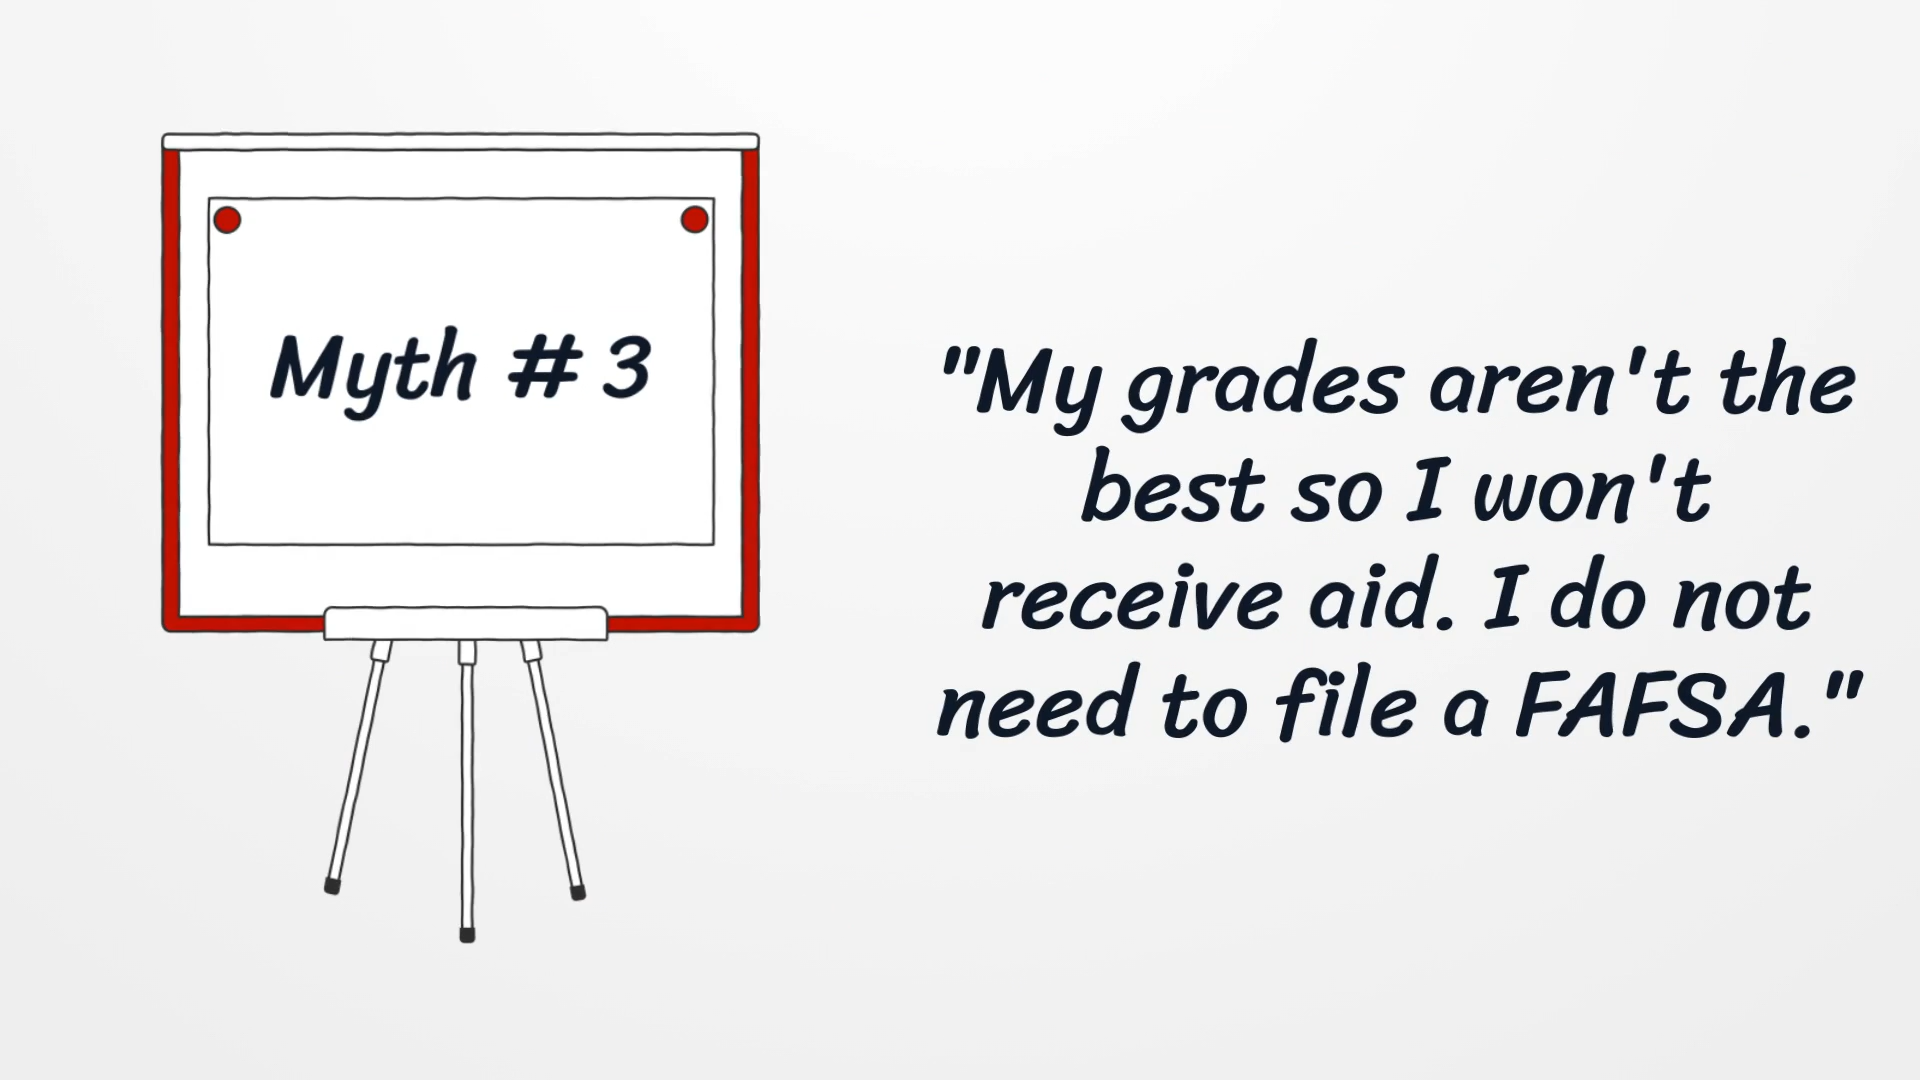 Myth # 3
"My grades aren't the
best so I won't
receive aid. I do not
need to file a FAFSA."